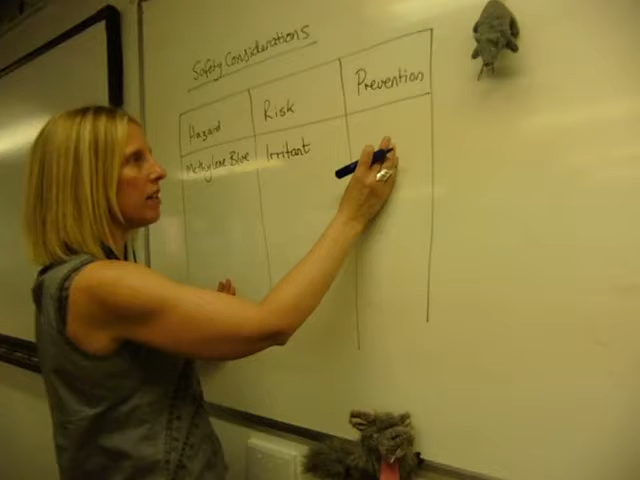 Safety Considerations
Hazard Risk Prevention
Methylene Blue Irritant